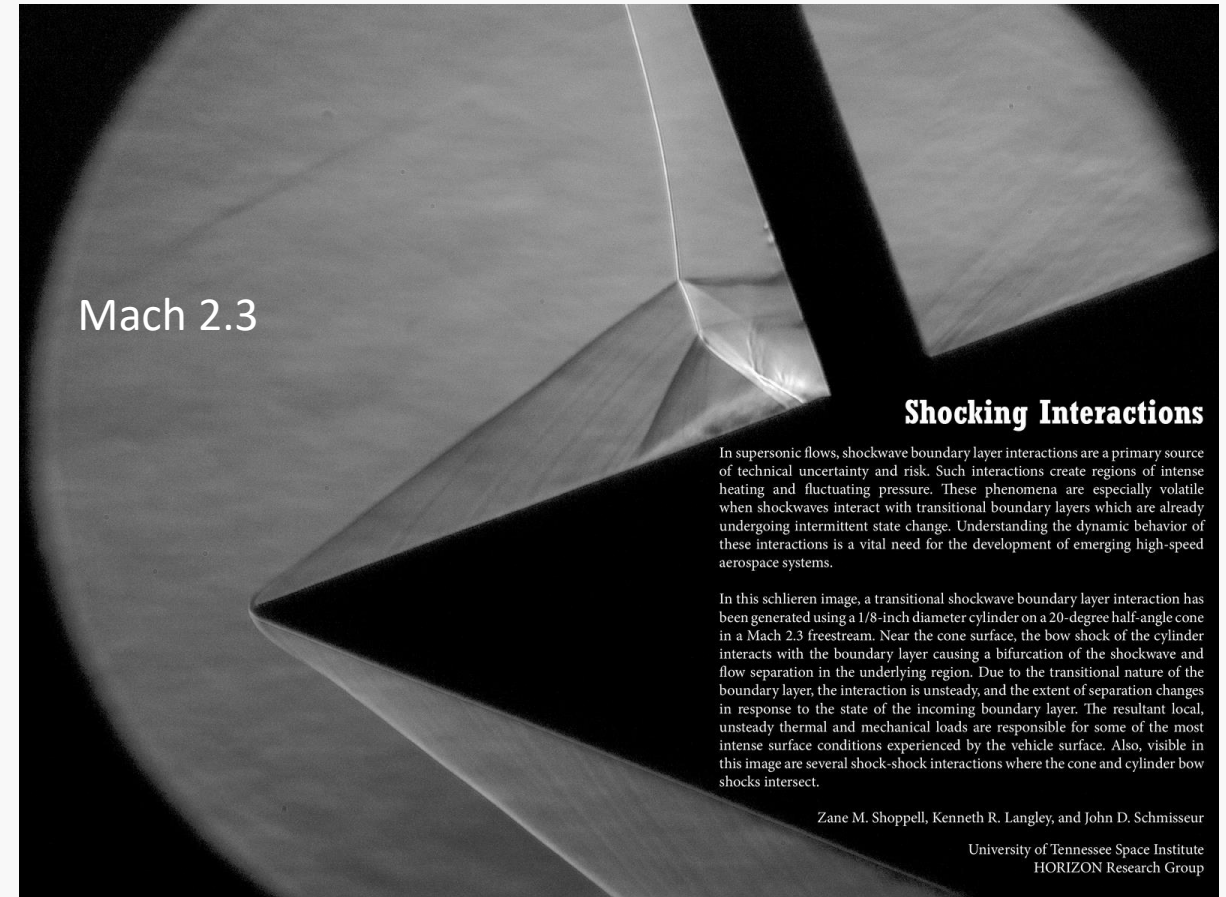 Mach 2.3
Shocking Interactions
In supersonic flows, shockwave boundary layer interactions are a primary source
of technical uncertainty and risk. Such interactions create regions of intense
heating and fluctuating pressure. These phenomena are especially volatile
when shockwaves interact with transitional boundary layers which are already
undergoing intermittent state change. Understanding the dynamic behavior of
these interactions is a vital need for the development of emerging high-speed
aerospace systems.
In this schlieren image, a transitional shockwave boundary layer interaction has
been generated using a 1/8-inch diameter cylinder on a 20-degree half-angle cone
in a Mach 2.3 freestream. Near the cone surface, the bow shock of the cylinder
interacts with the boundary layer causing a bifurcation of the shockwave and
flow separation in the underlying region. Due to the transitional nature of the
boundary layer, the interaction is unsteady, and the extent of separation changes
in response to the state of the incoming boundary layer. The resultant local,
unsteady thermal and mechanical loads are responsible for some of the most
intense surface conditions experienced by the vehicle surface. Also, visible in
this image are several shock-shock interactions where the cone and cylinder bow
shocks intersect.
Zane M. Shoppell, Kenneth R. Langley, and John D. Schmisseur
University of Tennessee Space Institute
HORIZON Research Group